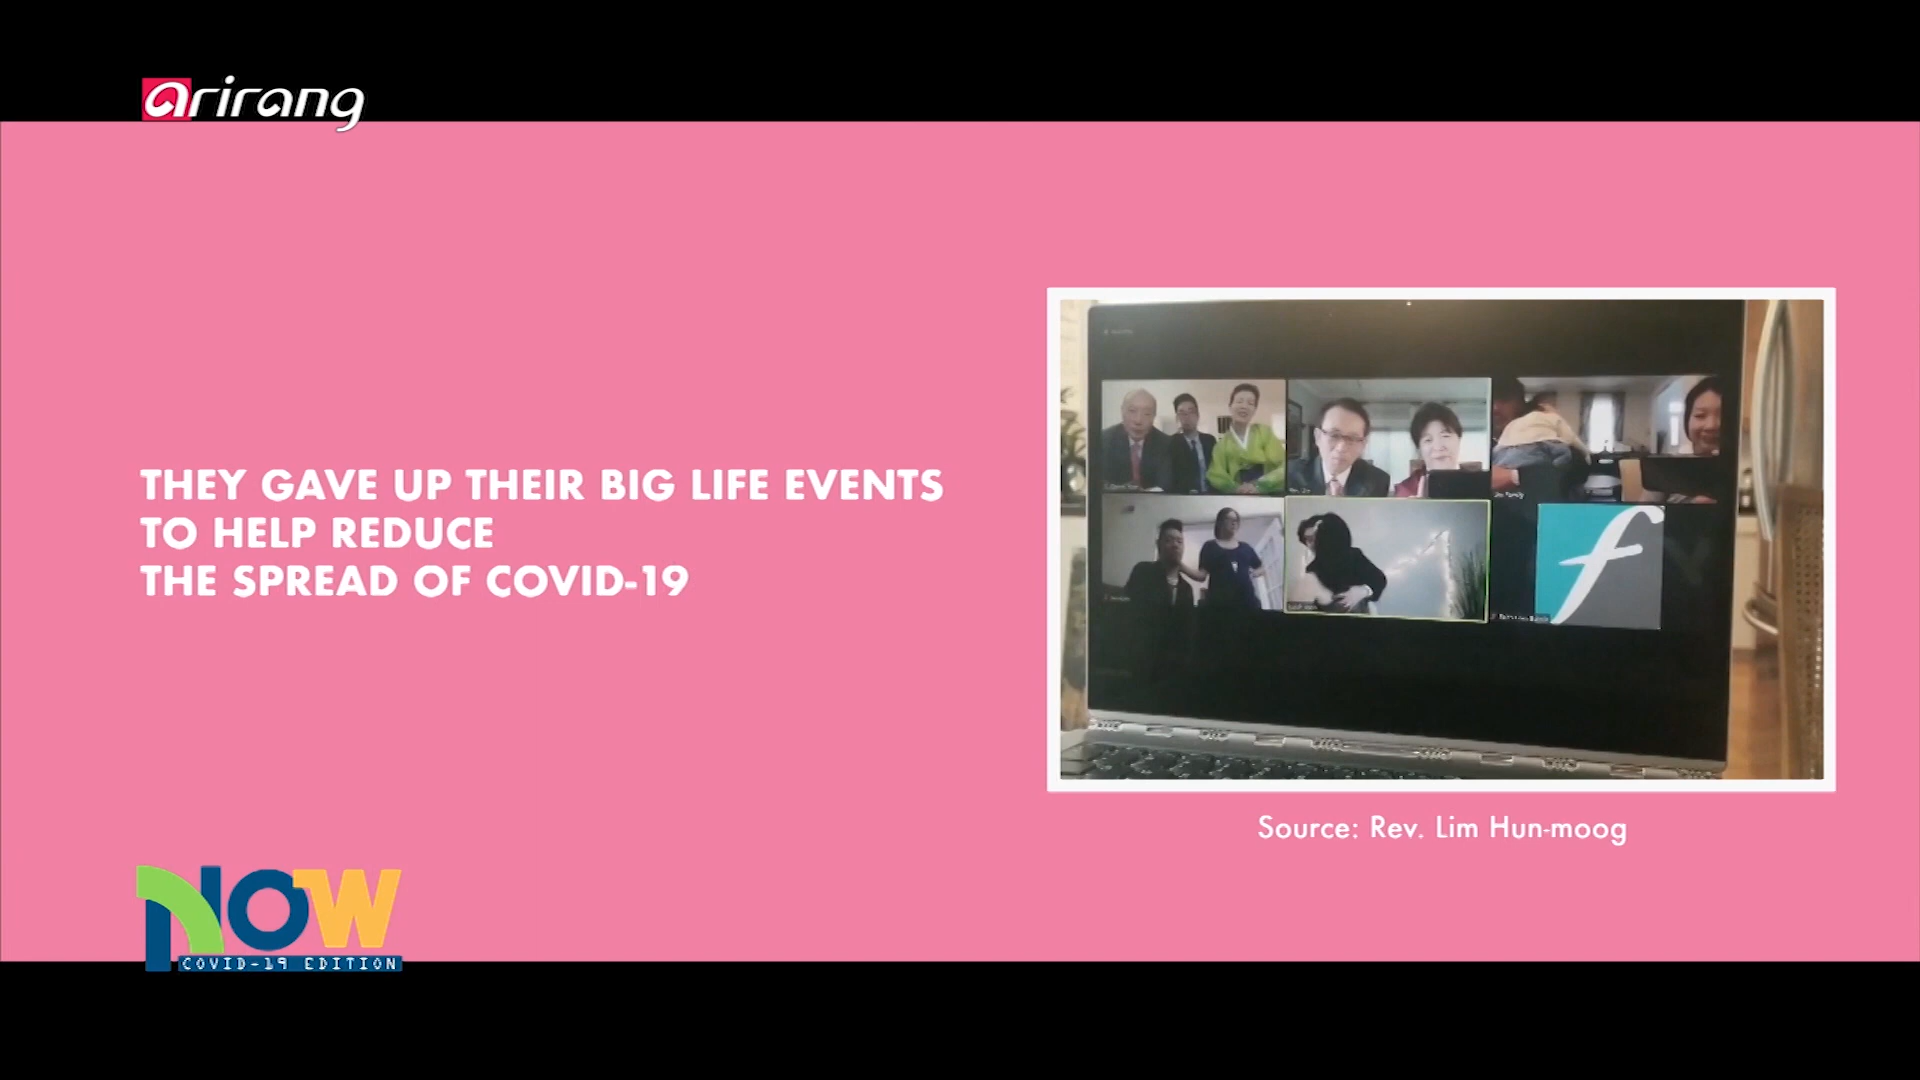 arirang
THEY GAVE UP THEIR BIG LIFE EVENTS
TO HELP REDUCE
THE SPREAD OF COVID-19
f
Source: Rev. Lim Hun-moog
NOW
COVID-19 EDITION